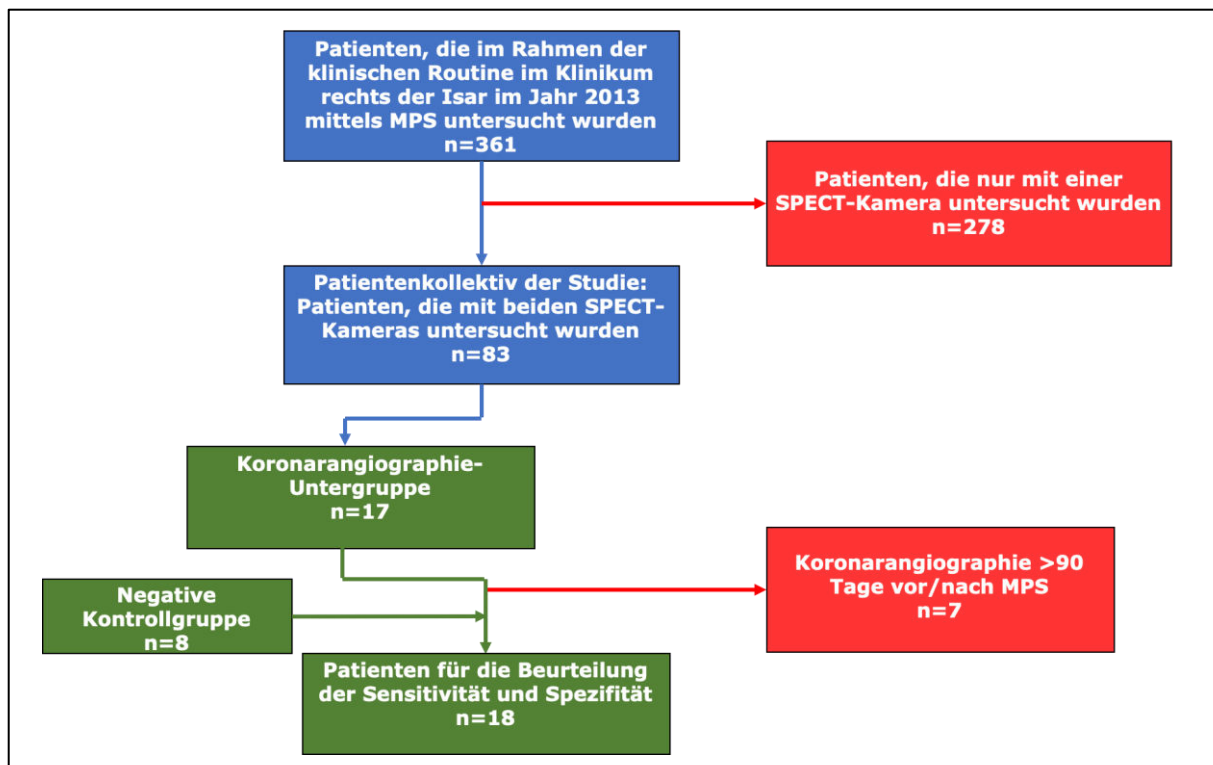 Patienten, die im Rahmen der
klinischen Routine im Klinikum
rechts der Isar im Jahr 2013
mittels MPS untersucht wurden
n=361
Patienten, die nur mit einer
SPECT-Kamera untersucht wurden
n=278
Patientenkollektiv der Studie:
Patienten, die mit beiden SPECT-
Kameras untersucht wurden
n=83
Koronarangiographie-
Untergruppe
n=17
Koronarangiographie >90
Tage vor/nach MPS
n=7
Negative
Kontrollgruppe
n=8
Patienten für die Beurteilung
der Sensitivität und Spezifität
n=18